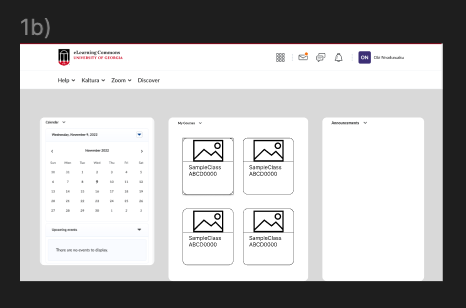 1b)
eLearning Commons
UNIVERSITY OF GEORGIA
ON
Obi Nnaduruaku
Help Kaltura Zoom Discover
Calendar
Wednesday, November 9, 2022
November 2022
Sun Mon Tue Wed Thu Fri Sat
30 31 1 2 3 4 5
6 7 8 9 10 11 12
13 14 15 16 17 18 19
20 21 22 23 24 25 26
27 28 29 30 1 2 3
Upcoming events
There are no events to display.
My Courses
SampleClass
ABCD0000
SampleClass
ABCD0000
SampleClass
ABCD0000
SampleClass
ABCD0000
Announcements